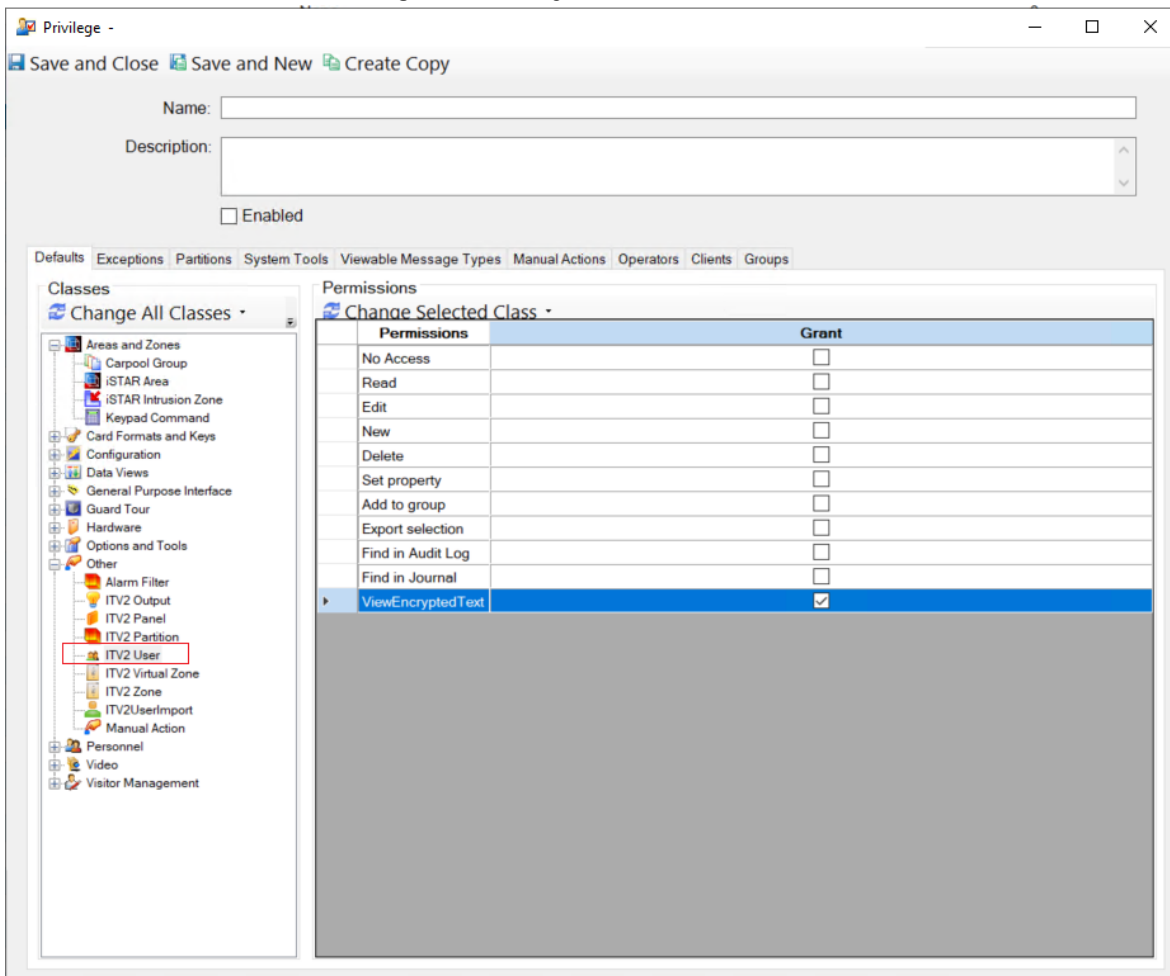 Privilege -
Save and Close Save and New Create Copy
Name:
Description:
Enabled
Defaults Exceptions Partitions System Tools Viewable Message Types Manual Actions Operators Clients Groups
Classes
Change All Classes
Areas and Zones
Carpool Group
iSTAR Area
iSTAR Intrusion Zone
Keypad Command
Card Formats and Keys
Configuration
Data Views
General Purpose Interface
Guard Tour
Hardware
Options and Tools
Other
Alarm Filter
ITV2 Output
ITV2 Panel
ITV2 Partition
ITV2 User
ITV2 Virtual Zone
ITV2 Zone
ITV2UserImport
Manual Action
Personnel
Video
Visitor Management
Permissions
Change Selected Class
Permissions Grant
No Access
Read
Edit
New
Delete
Set property
Add to group
Export selection
Find in Audit Log
Find in Journal
ViewEncryptedText